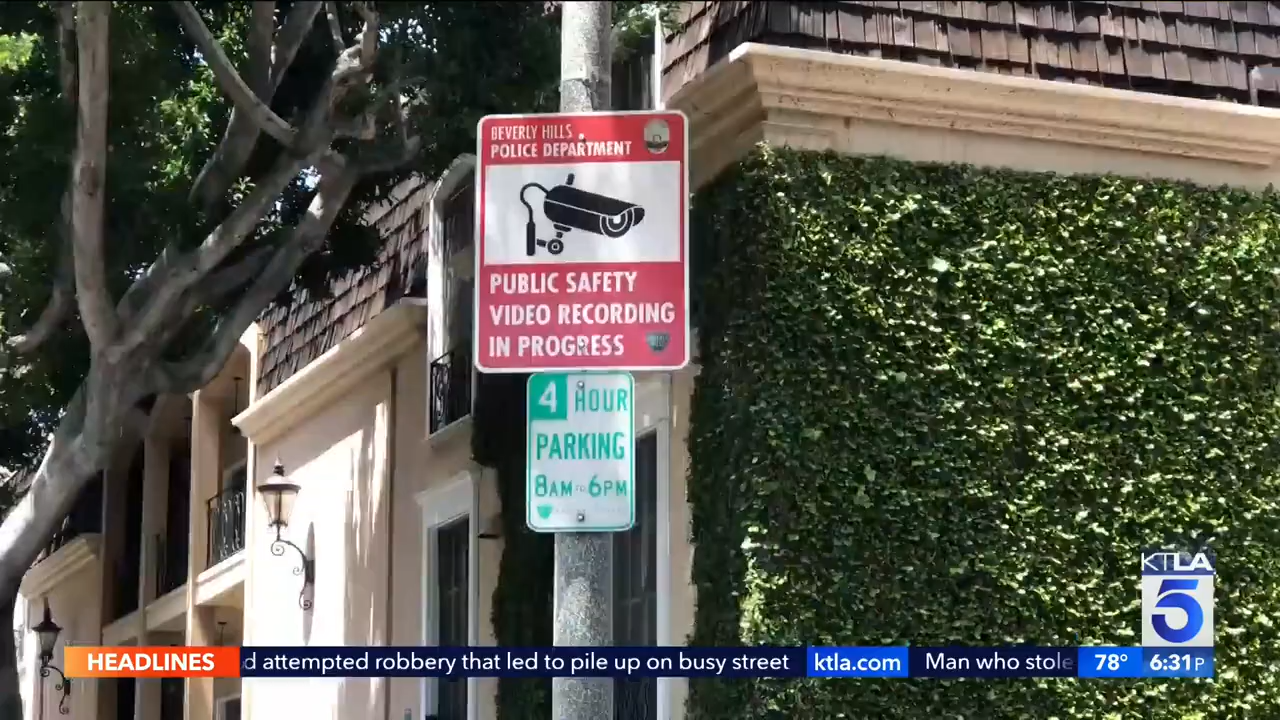 BEVERLY HILLS
POLICE DEPARTMENT
PUBLIC SAFETY
VIDEO RECORDING
IN PROGRESS
4 HOUR
PARKING
8AM TO 6PM
KTLA
5
HEADLINES
d attempted robbery that led to pile up on busy street
ktla.com
Man who stole
78°
6:31P